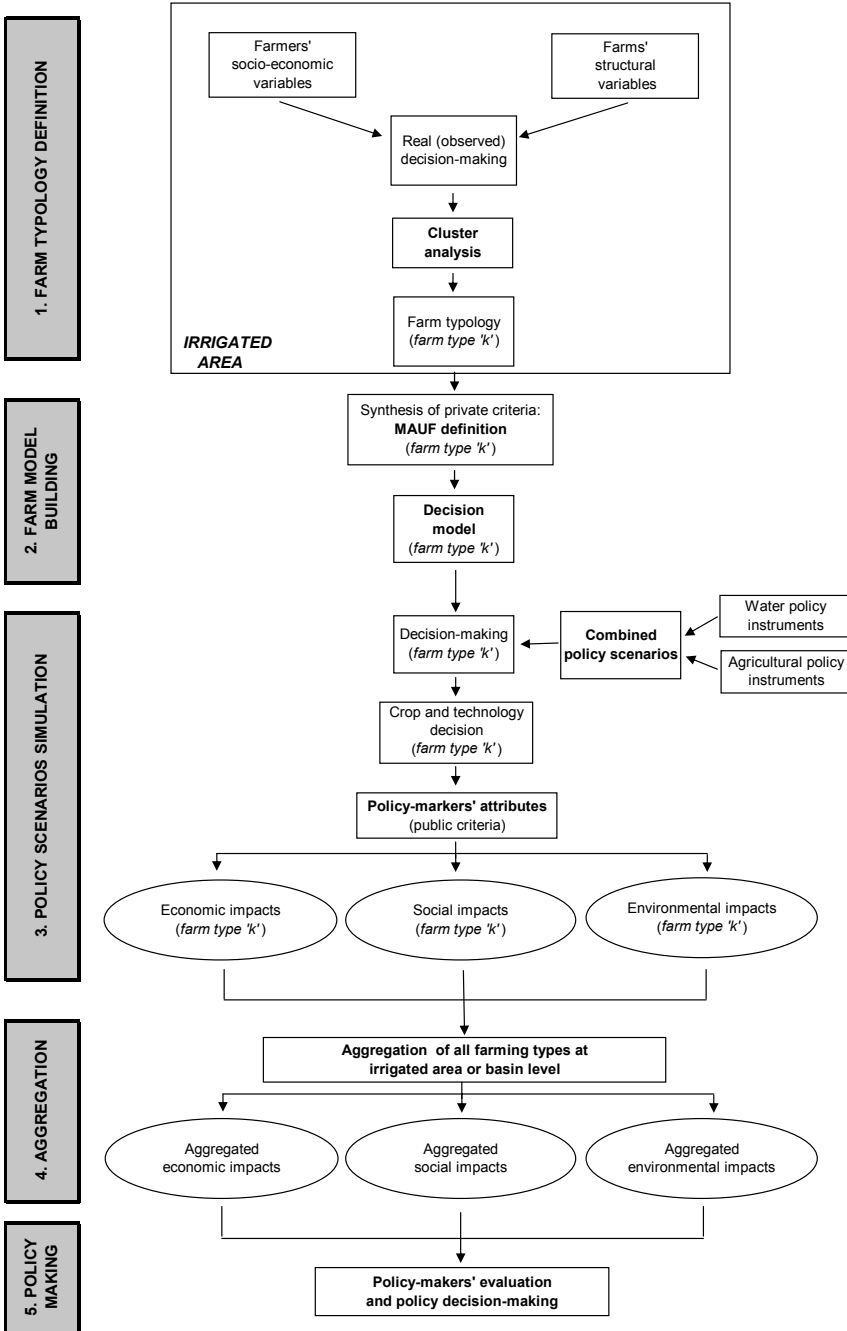 1. FARM TYPOLOGY DEFINITION
Farmers'
socio-economic
variables
Farms'
structural
variables
Real (observed)
decision-making
Cluster
analysis
Farm typology
(farm type 'k')
IRRIGATED
AREA
2. FARM MODEL
BUILDING
Synthesis of private criteria:
MAUF definition
(farm type 'k')
Decision
model
(farm type 'k')
3. POLICY SCENARIOS SIMULATION
Decision-making
(farm type 'k')
Combined
policy scenarios
Water policy
instruments
Agricultural policy
instruments
Crop and technology
decision
(farm type 'k')
Policy-markers' attributes
(public criteria)
Economic impacts
(farm type 'k')
Social impacts
(farm type 'k')
Environmental impacts
(farm type 'k')
4. AGGREGATION
Aggregation of all farming types at
irrigated area or basin level
Aggregated
economic impacts
Aggregated
social impacts
Aggregated
environmental impacts
5. POLICY
MAKING
Policy-makers' evaluation
and policy decision-making